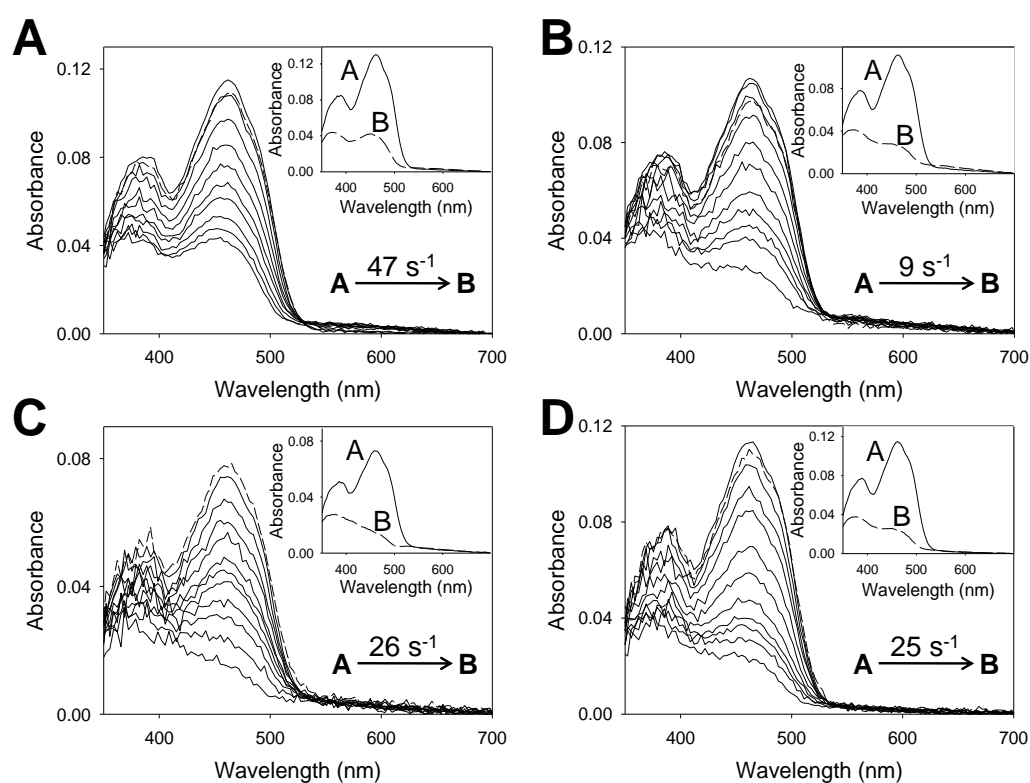 A
0.12
0.08
0.04
0.00
Absorbance
400 500 600 700
Wavelength (nm)
0.12
0.08
0.04
0.00
Absorbance
A
B
400 500 600
Wavelength (nm)
47 s-1
A B
B
0.12
0.08
0.04
0.00
Absorbance
400 500 600 700
Wavelength (nm)
0.08
0.04
0.00
Absorbance
A
B
400 500 600
Wavelength (nm)
9 s-1
A B
C
0.08
0.04
0.00
Absorbance
400 500 600 700
Wavelength (nm)
0.08
0.04
0.00
Absorbance
A
B
400 500 600
Wavelength (nm)
26 s-1
A B
D
0.12
0.08
0.04
0.00
Absorbance
400 500 600 700
Wavelength (nm)
0.12
0.08
0.04
0.00
Absorbance
A
B
400 500 600
Wavelength (nm)
25 s-1
A B